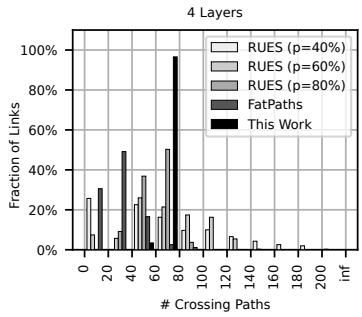 4 Layers
100%
80%
60%
40%
20%
0%
Fraction of Links
RUES (p=40%)
RUES (p=60%)
RUES (p=80%)
FatPaths
This Work
0
20
40
60
80
100
120
140
160
180
200
inf
# Crossing Paths